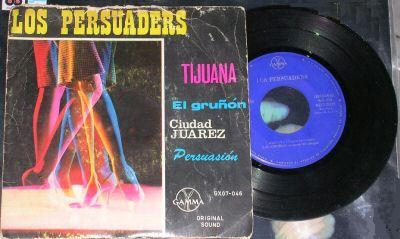 LOS PERSUADERS
TIJUANA
El gruñón
Ciudad
JUAREZ
Persuasión
GX07-046
GAMMA
ORIGINAL
SOUND
LOS PERSUADERS